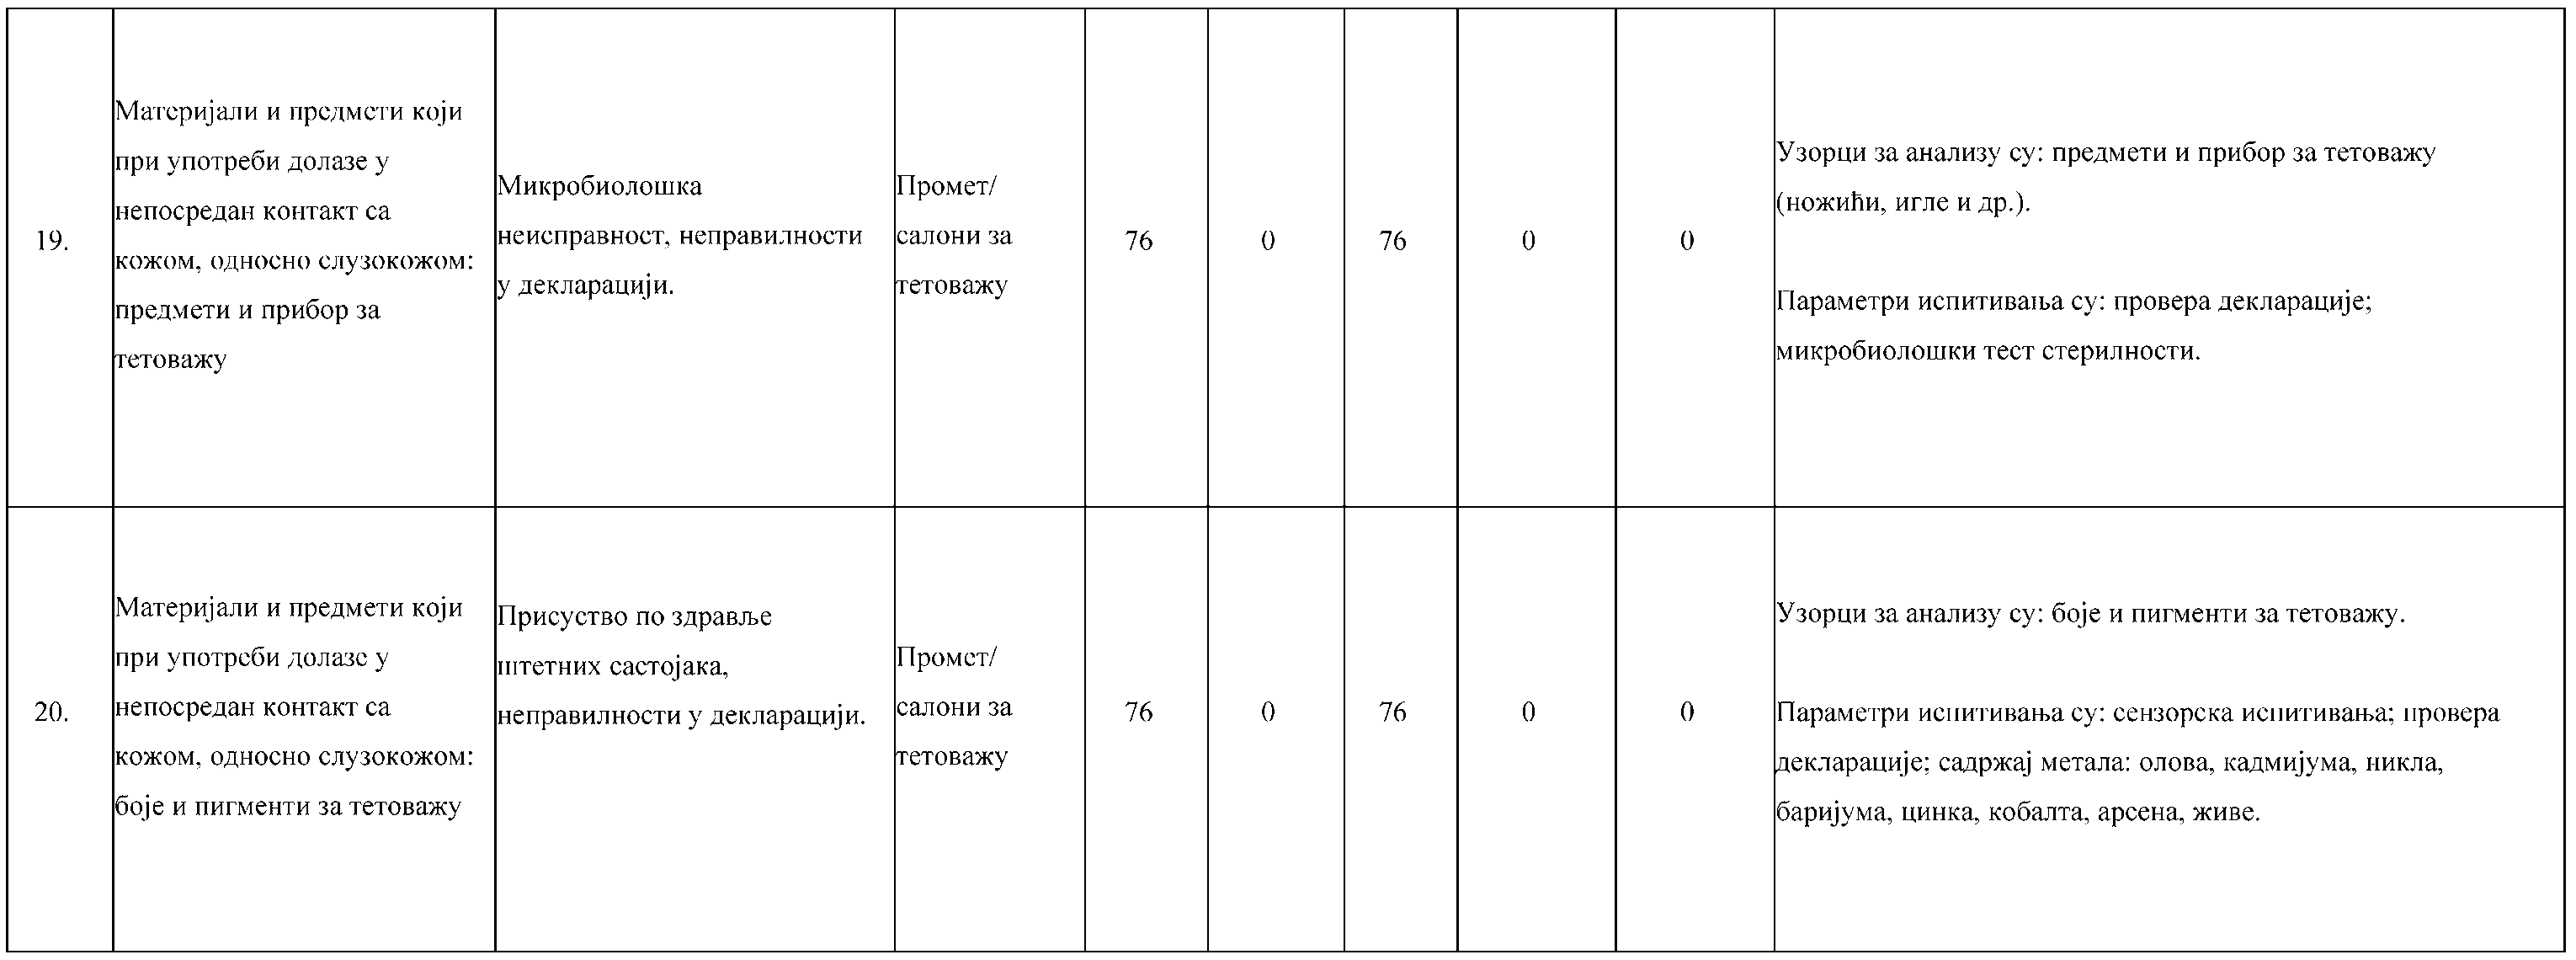 19.
Материјали и предмети који
при употреби долазе у
непосредан контакт са
кожом, односно слузокожом:
предмети и прибор за
тетоважу
Микробиолошка
неисправност, неправилности
у декларацији.
Промет/
салони за
тетоважу
76
0
76
0
0
Узорци за анализу су: предмети и прибор за тетоважу
(ножићи, игле и др.).
Параметри испитивања су: провера декларације;
микробиолошки тест стерилности.
20.
Материјали и предмети који
при употреби долазе у
непосредан контакт са
кожом, односно слузокожом:
боје и пигменти за тетоважу
Присуство по здравље
штетних састојака,
неправилности у декларацији.
Промет/
салони за
тетоважу
76
0
76
0
0
Узорци за анализу су: боје и пигменти за тетоважу.
Параметри испитивања су: сензорска испитивања; провера
декларације; садржај метала: олова, кадмијума, никла,
баријума, цинка, кобалта, арсена, живе.